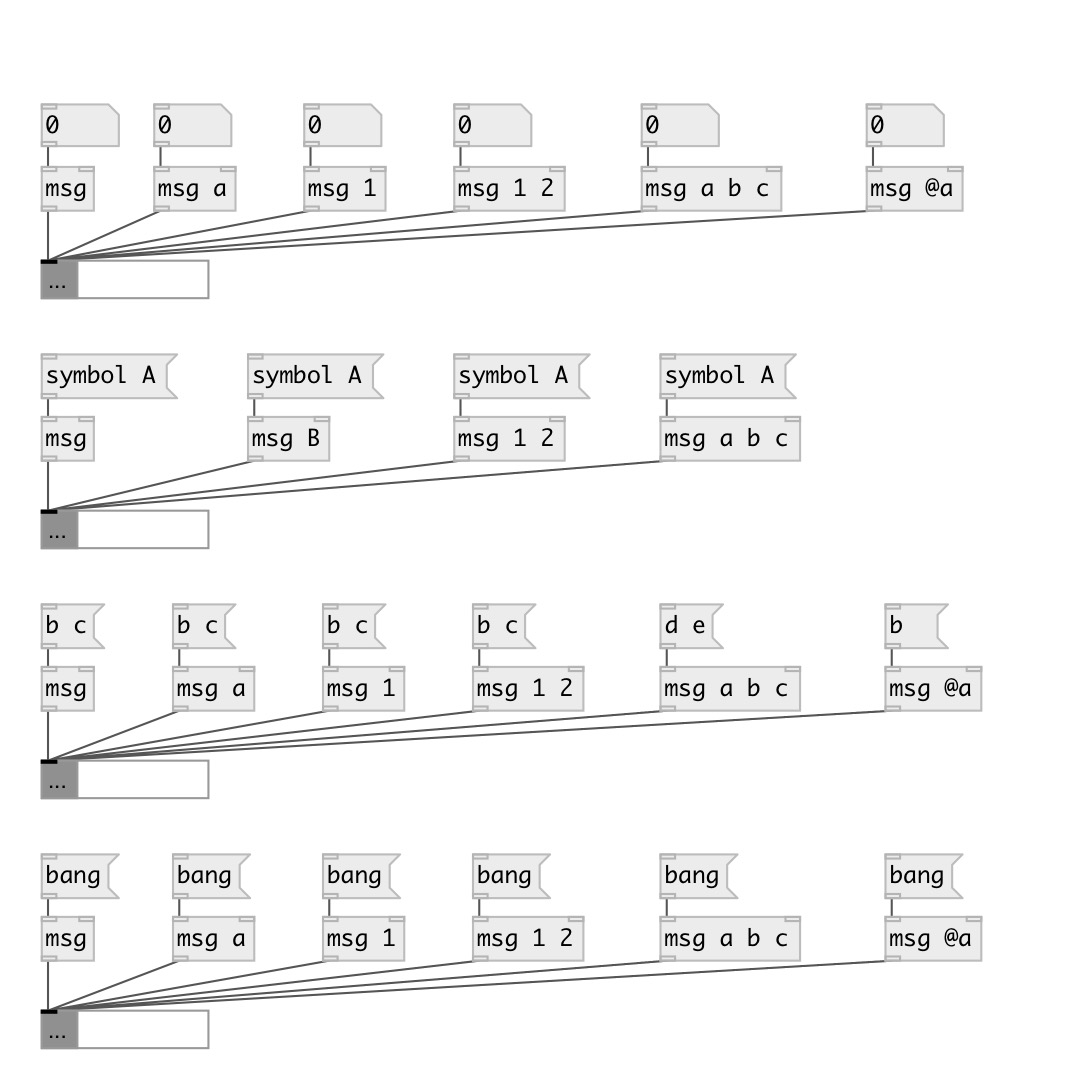 0 0 0 0 0 0
msg msg a msg 1 msg 1 2 msg a b c msg @a
...
symbol A symbol A symbol A symbol A
msg msg B msg 1 2 msg a b c
...
b c b c b c b c d e b
msg msg a msg 1 msg 1 2 msg a b c msg @a
...
bang bang bang bang bang bang
msg msg a msg 1 msg 1 2 msg a b c msg @a
...